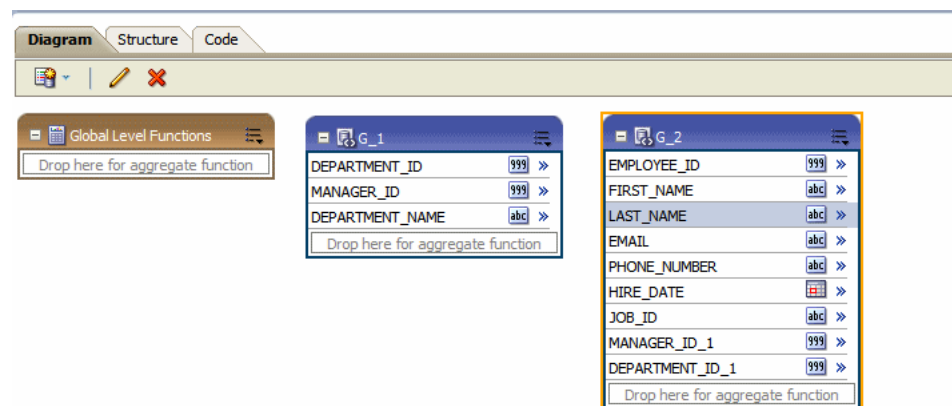 Diagram Structure Code
Global Level Functions
Drop here for aggregate function
G_1
DEPARTMENT_ID 999
MANAGER_ID 999
DEPARTMENT_NAME abc
Drop here for aggregate function
G_2
EMPLOYEE_ID 999
FIRST_NAME abc
LAST_NAME abc
EMAIL abc
PHONE_NUMBER abc
HIRE_DATE
JOB_ID abc
MANAGER_ID_1 999
DEPARTMENT_ID_1 999
Drop here for aggregate function